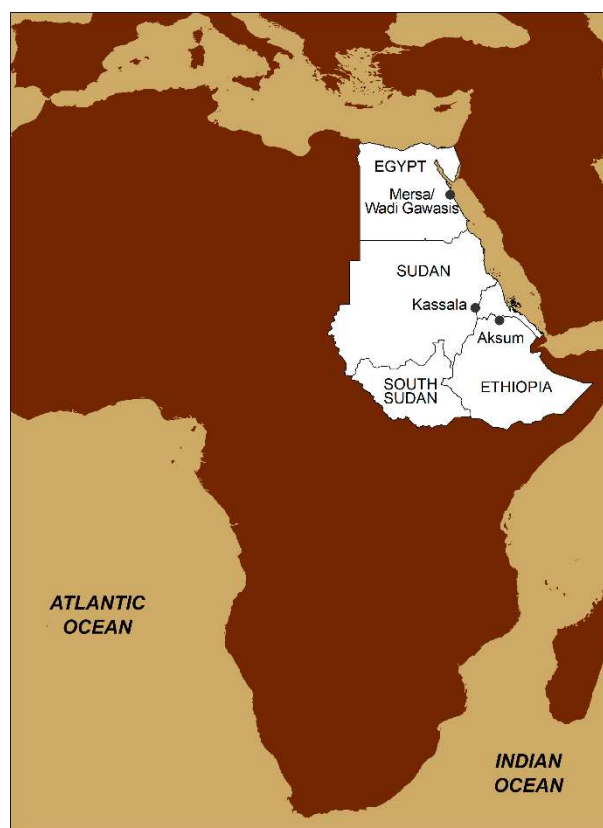 EGYPT
Mersa/
Wadi Gawasis
SUDAN
Kassala
Aksum
SOUTH
SUDAN
ETHIOPIA
ATLANTIC
OCEAN
INDIAN
OCEAN